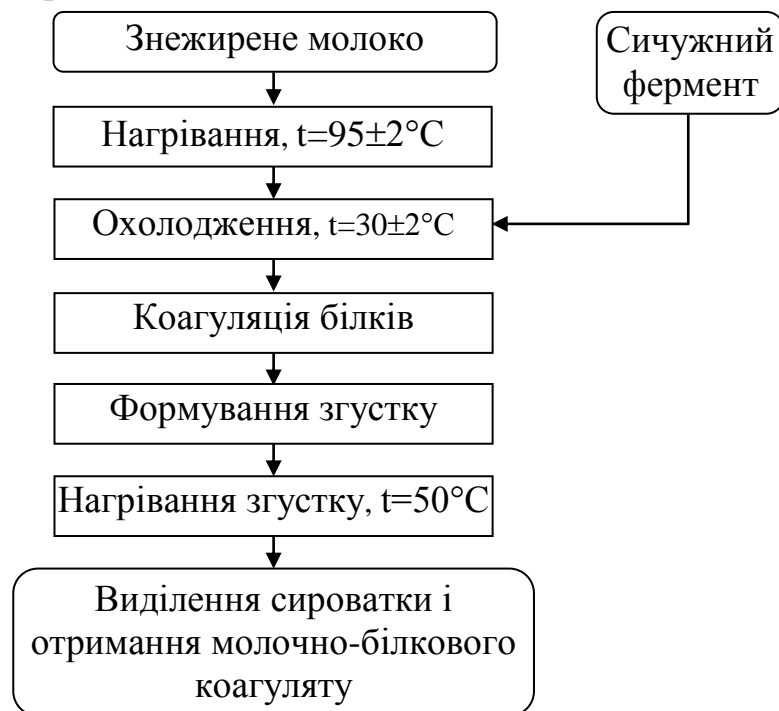 Знежирене молоко
Сичужний
фермент
Нагрівання, t=95±2°С
Охолодження, t=30±2°С
Коагуляція білків
Формування згустку
Нагрівання згустку, t=50°С
Виділення сироватки і
отримання молочно-білкового
коагуляту